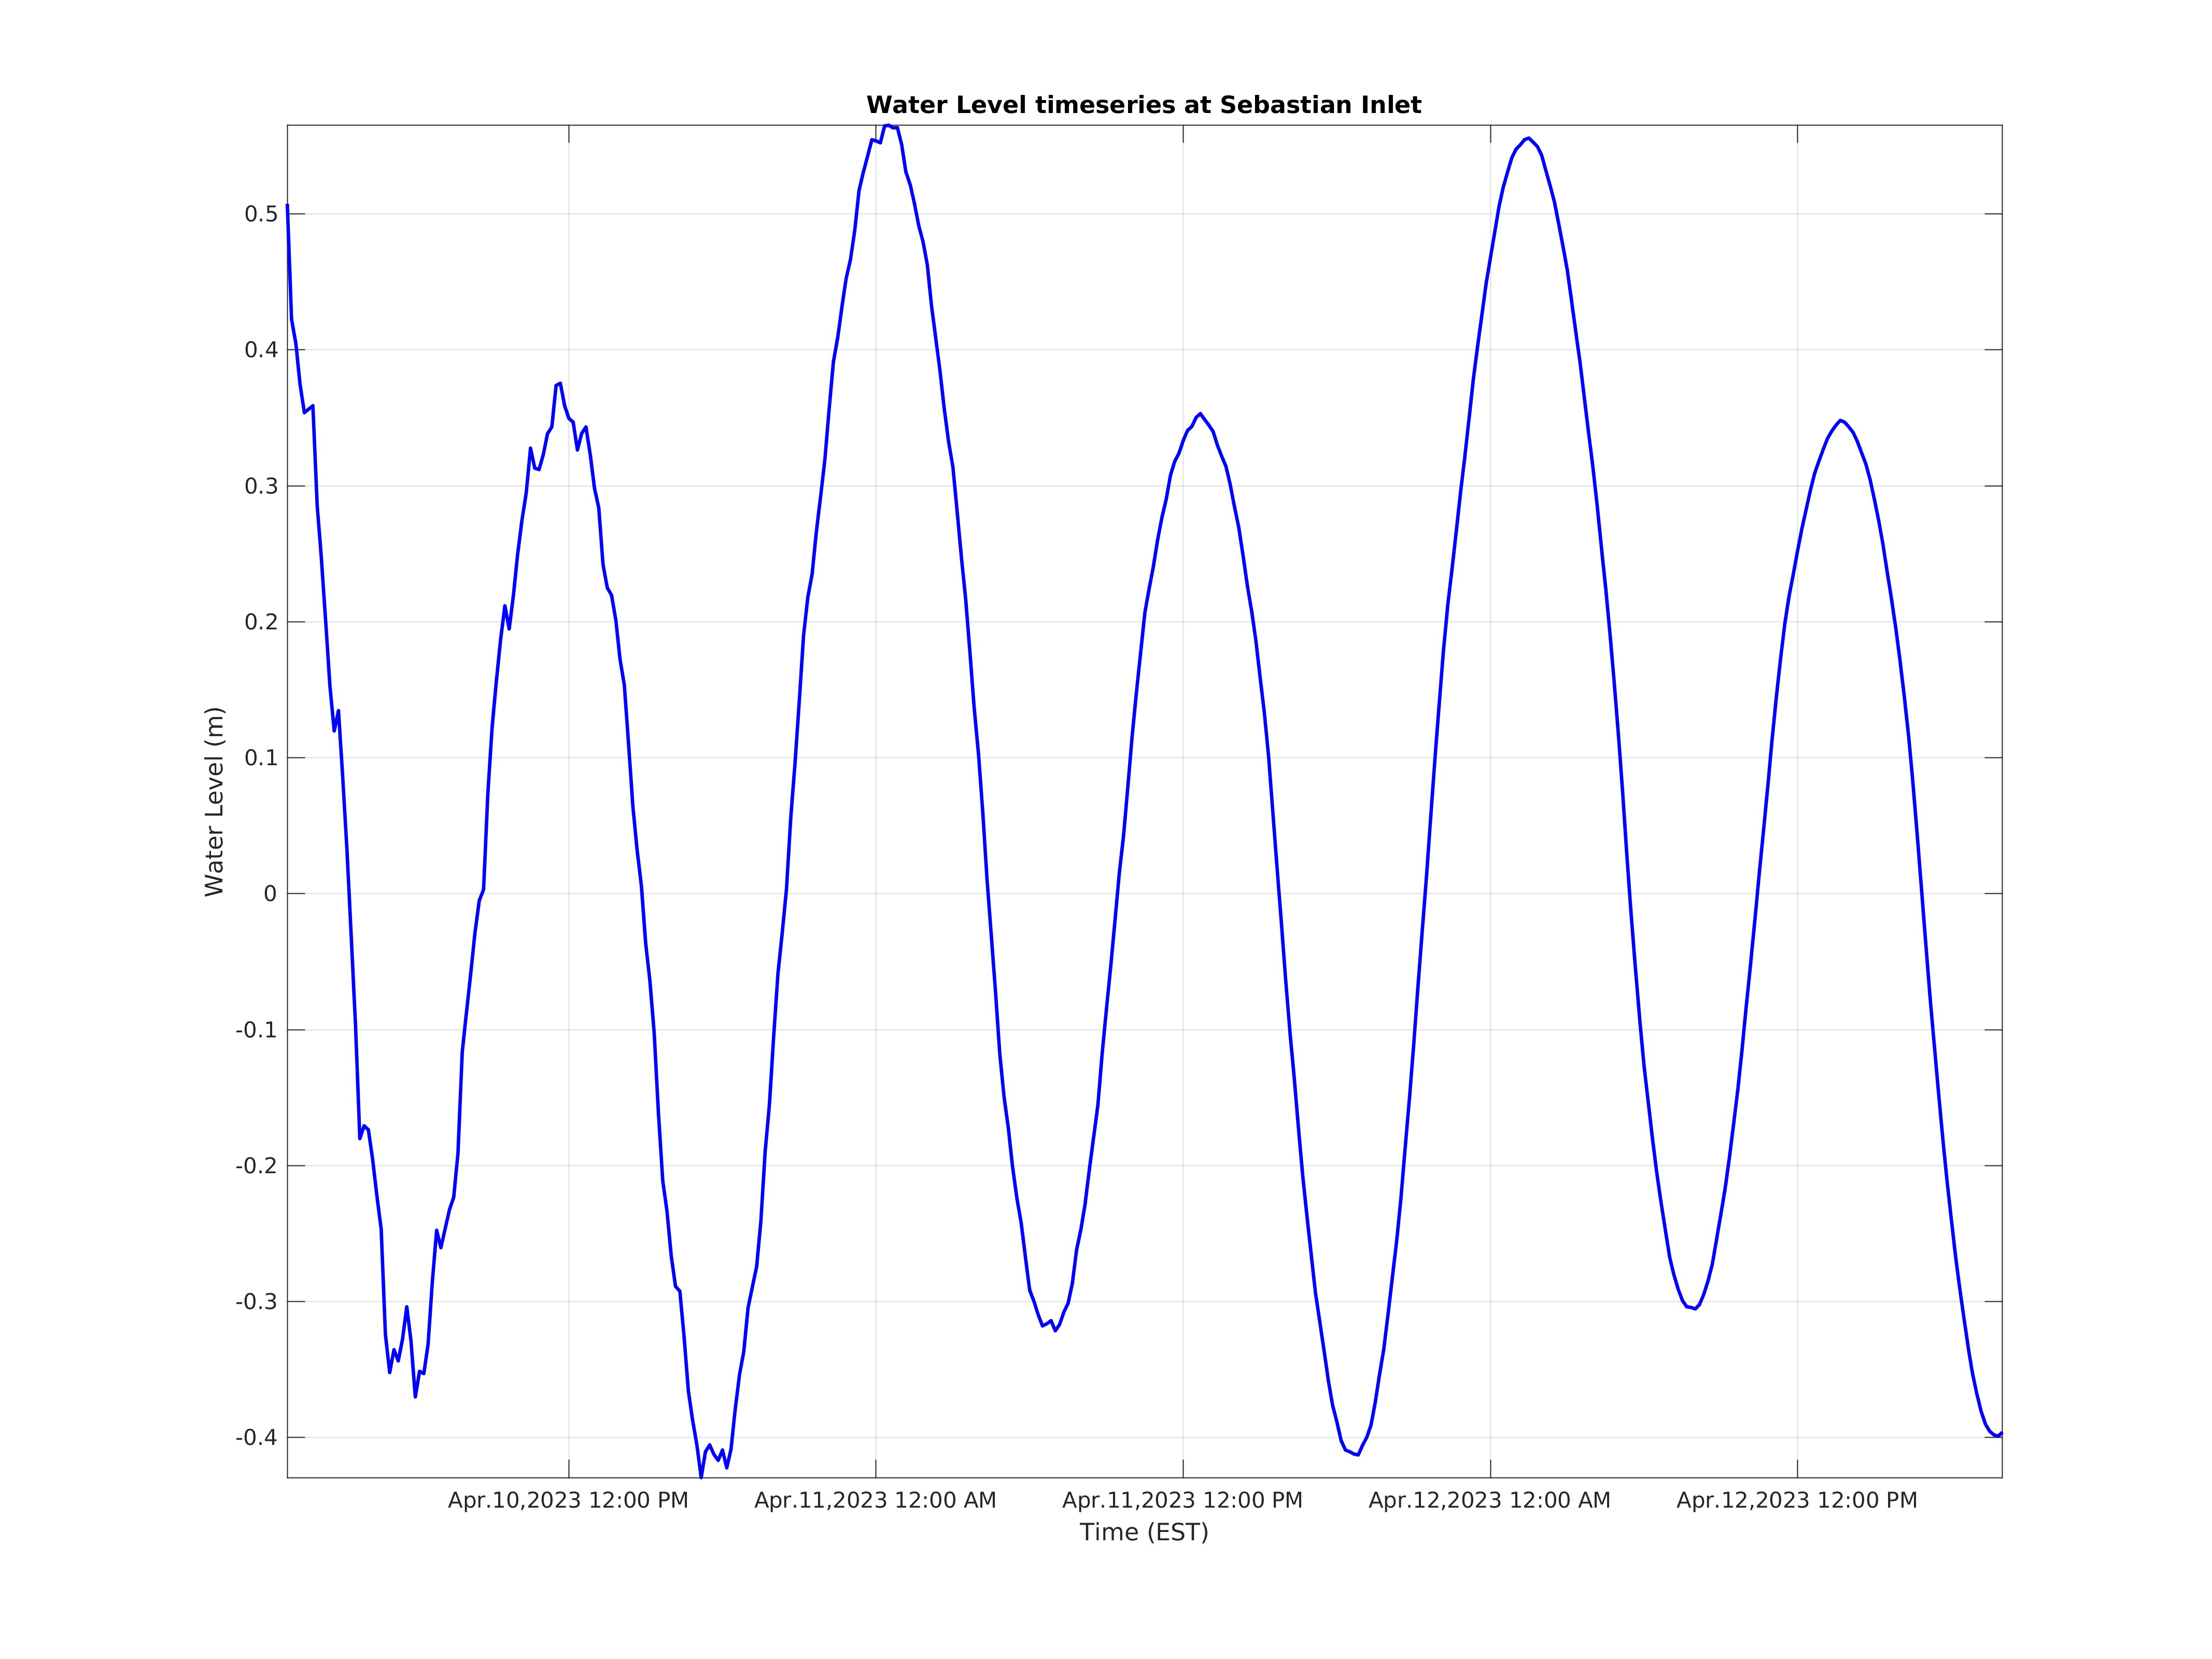 Water Level timeseries at Sebastian Inlet
0.5
0.4
0.3
0.2
0.1
0
-0.1
-0.2
-0.3
-0.4
Water Level (m)
Apr.10,2023 12:00 PM
Apr.11,2023 12:00 AM
Apr.11,2023 12:00 PM
Apr.12,2023 12:00 AM
Apr.12,2023 12:00 PM
Time (EST)